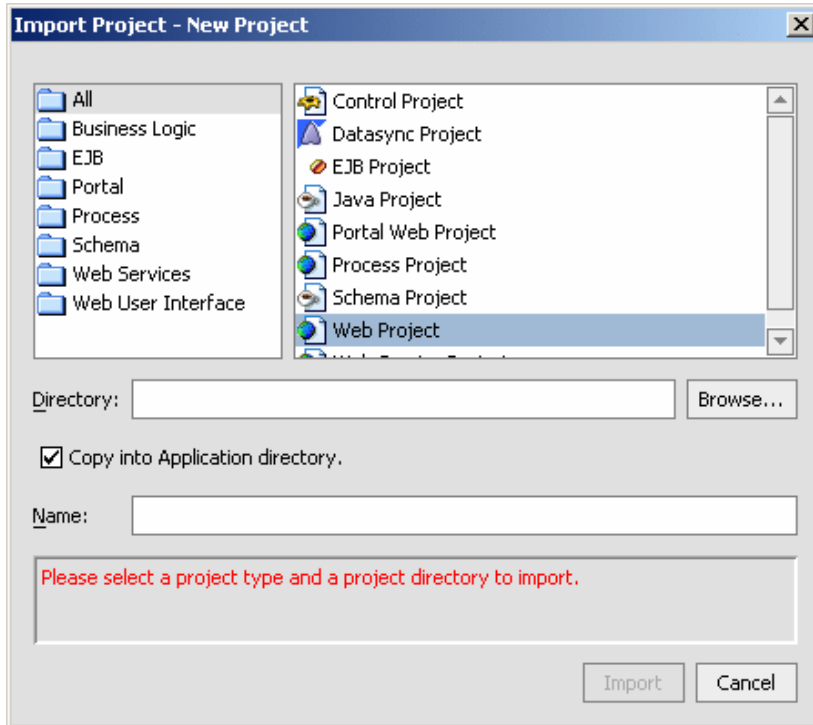 Import Project - New Project
All
Business Logic
EJB
Portal
Process
Schema
Web Services
Web User Interface
Control Project
Datasync Project
EJB Project
Java Project
Portal Web Project
Process Project
Schema Project
Web Project
Directory:
Browse...
Copy into Application directory.
Name:
Please select a project type and a project directory to import.
Import
Cancel